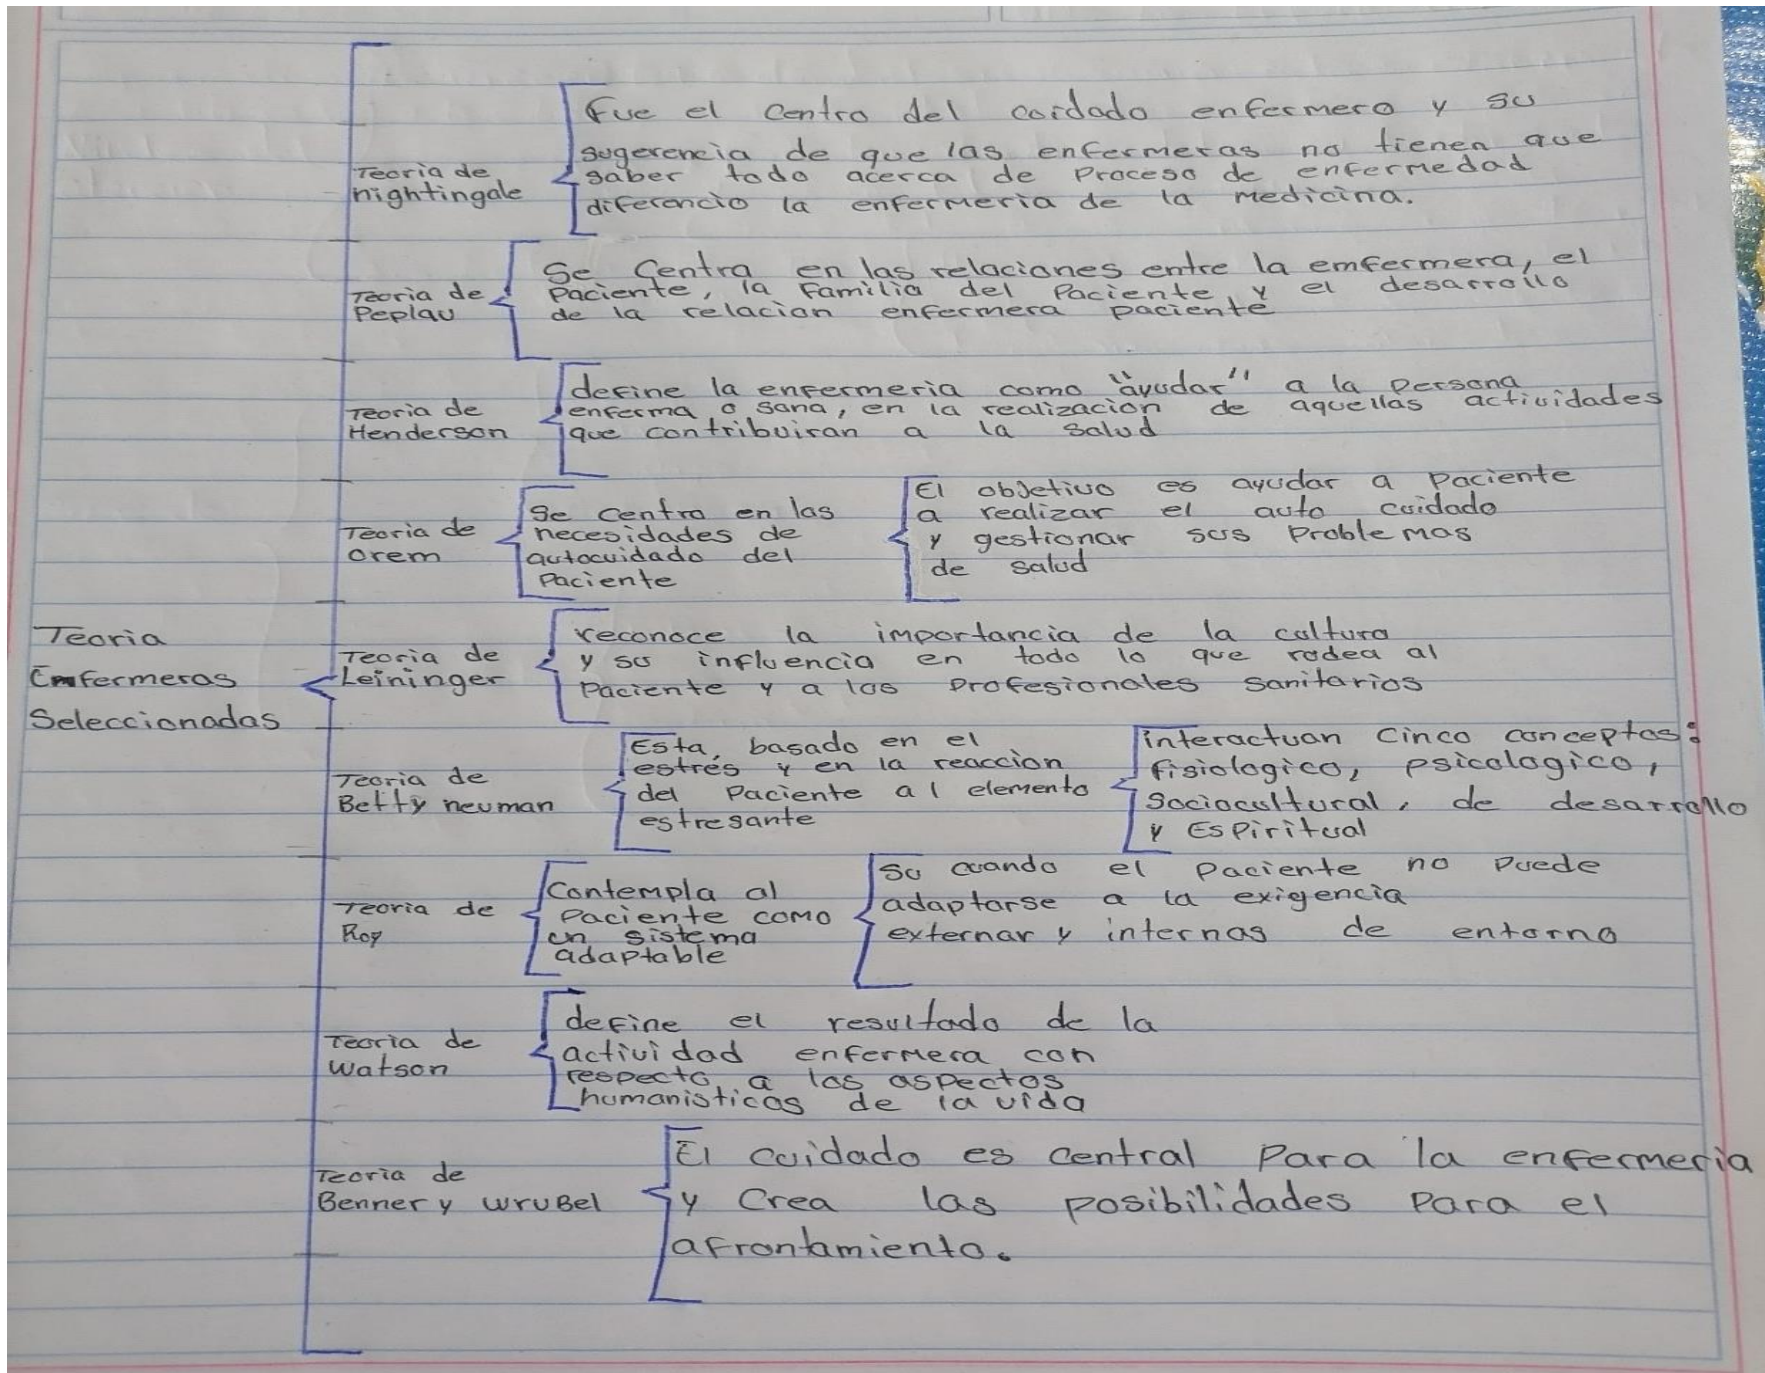 Teoria
Enfermeras
Seleccionadas
Teoria de
nightingale
Fue el centro del cuidado enfermero y su
sugerencia de que las enfermeras no tienen que
saber todo acerca de proceso de enfermedad
diferencio la enfermeria de la medicina.
Teoria de
Peplau
Se Centra en las relaciones entre la emfermera, el
Paciente, la Familia del Paciente y el desarrollo
de la relacion enfermera paciente
Teoria de
Henderson
define la enfermeria como "ayudar" a la persona
enferma o sana, en la realizacion de aquellas actividades
que contribuiran a la salud
Teoria de
Orem
Se centra en las
necesidades de
autocuidado del
Paciente
El objetivo es ayudar a Paciente
a realizar el auto cuidado
y gestionar sus Problemas
de salud
Teoria de
Leininger
reconoce la importancia de la cultura
y su influencia en todo lo que rodea al
Paciente y a los Profesionales sanitarios
Teoria de
Betty neuman
Esta basado en el
estrés y en la reaccion
del Paciente al elemento
estresante
interactuan Cinco conceptos:
fisiologico, psicologico,
Sociocultural, de desarrollo
y Espiritual
Teoria de
Roy
Contempla al
Paciente como
un sistema
adaptable
Su cuando el Paciente no Puede
adaptarse a la exigencia
externar y internas de entorno
Teoria de
Watson
define el resultado de la
actividad enfermera con
respecto a los aspectos
humanisticos de la vida
Teoria de
Benner y wruBel
El cuidado es central Para la enfermeria
y Crea las posibilidades Para el
afrontamiento.